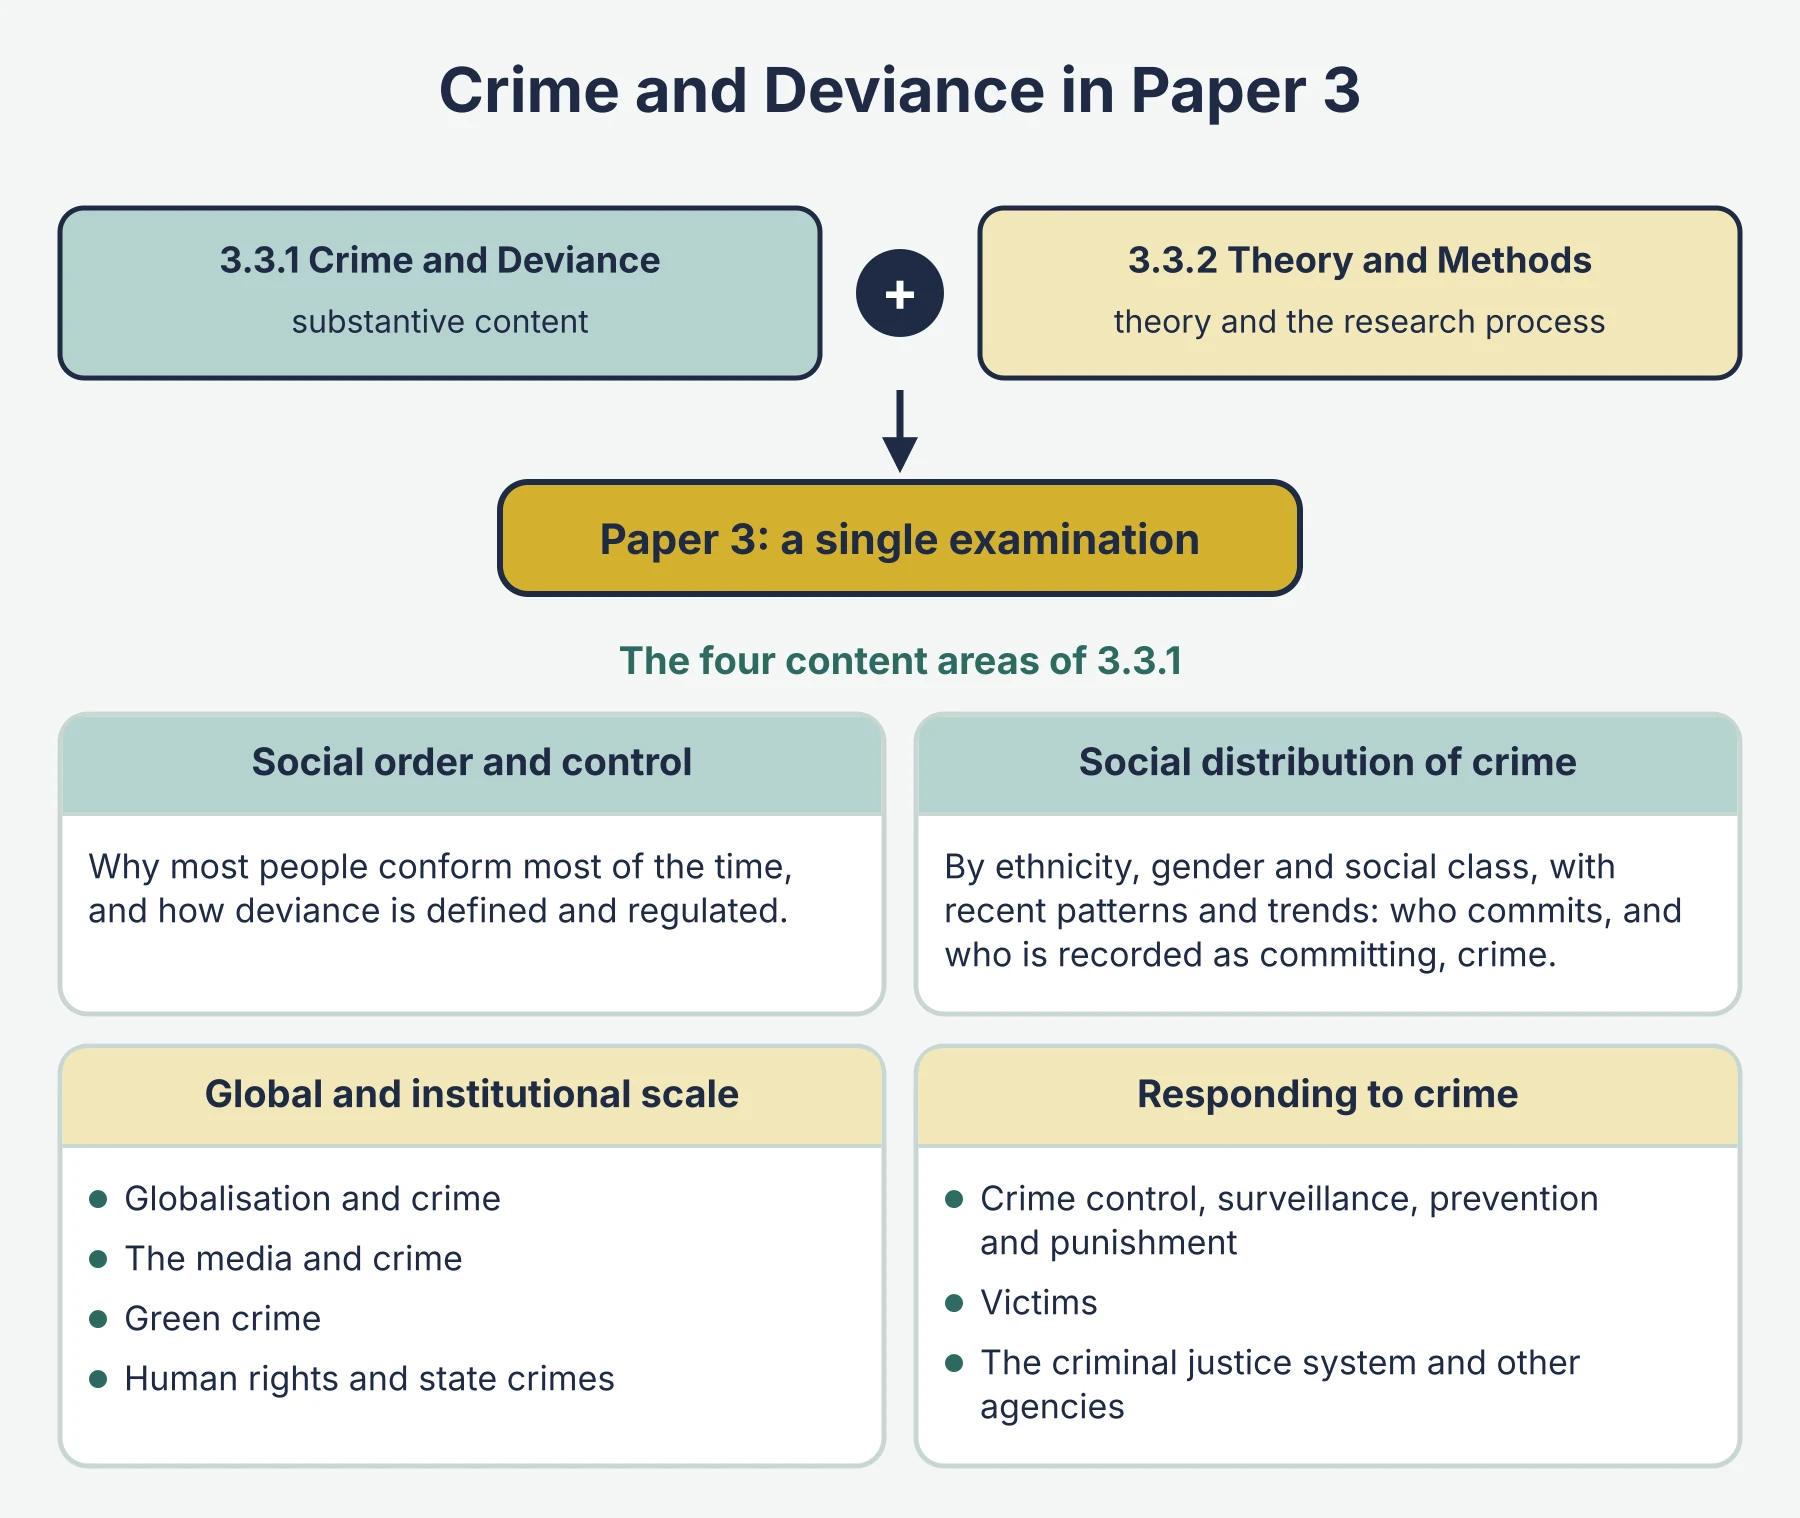 Crime and Deviance in Paper 3
3.3.1 Crime and Deviance
substantive content
+
3.3.2 Theory and Methods
theory and the research process
Paper 3: a single examination
The four content areas of 3.3.1
Social order and control
Why most people conform most of the time,
and how deviance is defined and regulated.
Social distribution of crime
By ethnicity, gender and social class, with
recent patterns and trends: who commits, and
who is recorded as committing, crime.
Global and institutional scale
Globalisation and crime
The media and crime
Green crime
Human rights and state crimes
Responding to crime
Crime control, surveillance, prevention
and punishment
Victims
The criminal justice system and other
agencies